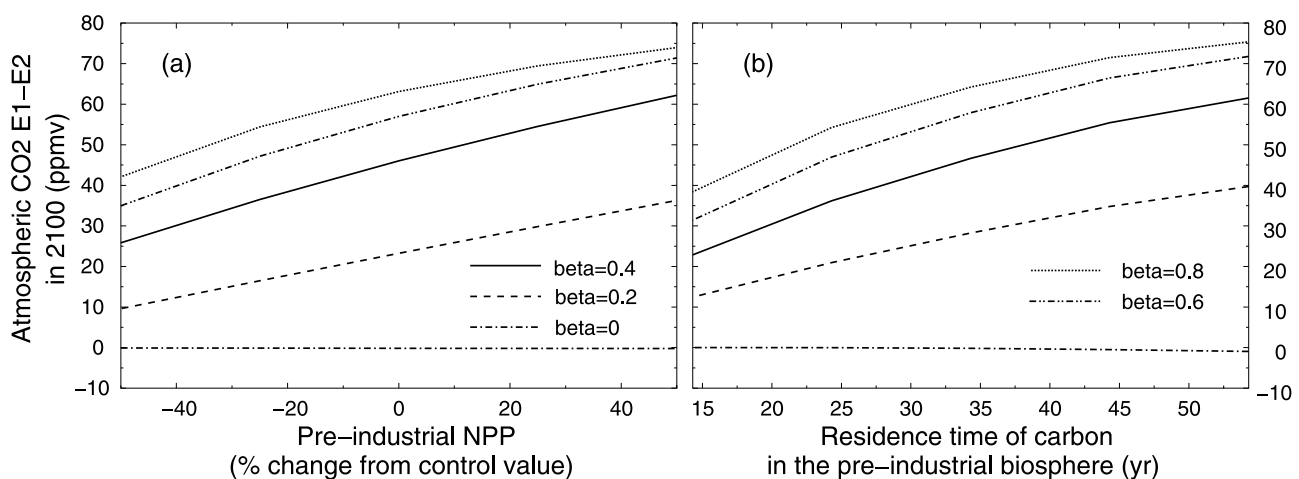 Atmospheric CO2 E1−E2
in 2100 (ppmv)
80
70
60
50
40
30
20
10
0
−10
(a)
beta=0.4
beta=0.2
beta=0
−40
−20
0
20
40
Pre−industrial NPP
(% change from control value)
(b)
beta=0.8
beta=0.6
15
20
25
30
35
40
45
50
Residence time of carbon
in the pre−industrial biosphere (yr)
80
70
60
50
40
30
20
10
0
−10